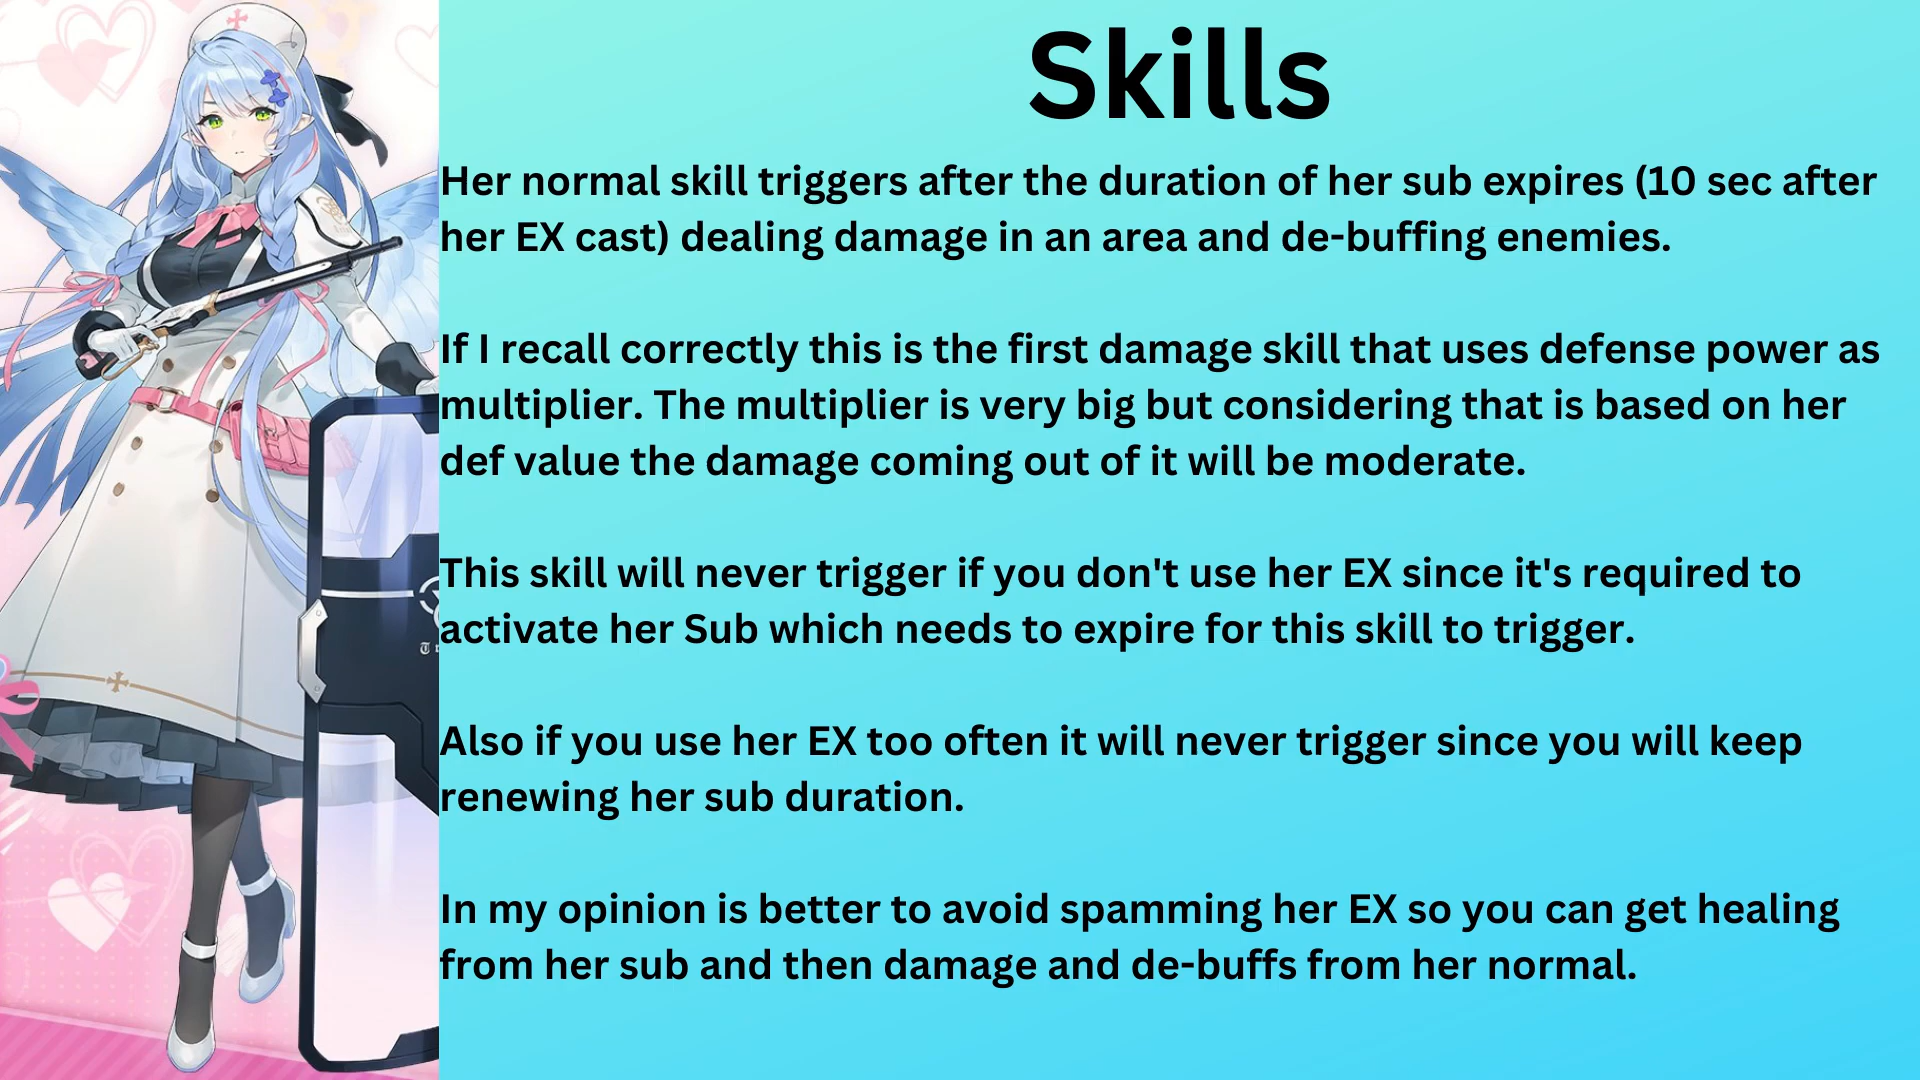 Skills
Her normal skill triggers after the duration of her sub expires (10 sec after
her EX cast) dealing damage in an area and de-buffing enemies.
If I recall correctly this is the first damage skill that uses defense power as
multiplier. The multiplier is very big but considering that is based on her
def value the damage coming out of it will be moderate.
This skill will never trigger if you don't use her EX since it's required to
activate her Sub which needs to expire for this skill to trigger.
Also if you use her EX too often it will never trigger since you will keep
renewing her sub duration.
In my opinion is better to avoid spamming her EX so you can get healing
from her sub and then damage and de-buffs from her normal.